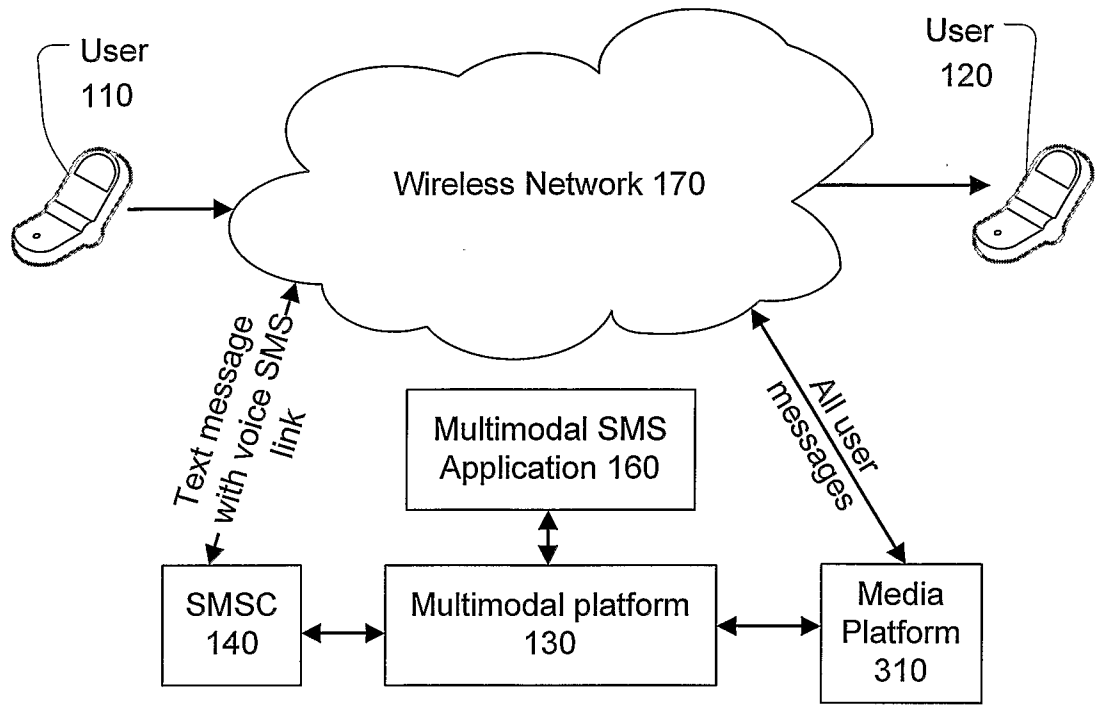 User
110
User
120
Wireless Network 170
Text message
with voice SMS
link
All user
messages
Multimodal SMS
Application 160
SMSC
140
Multimodal platform
130
Media
Platform
310